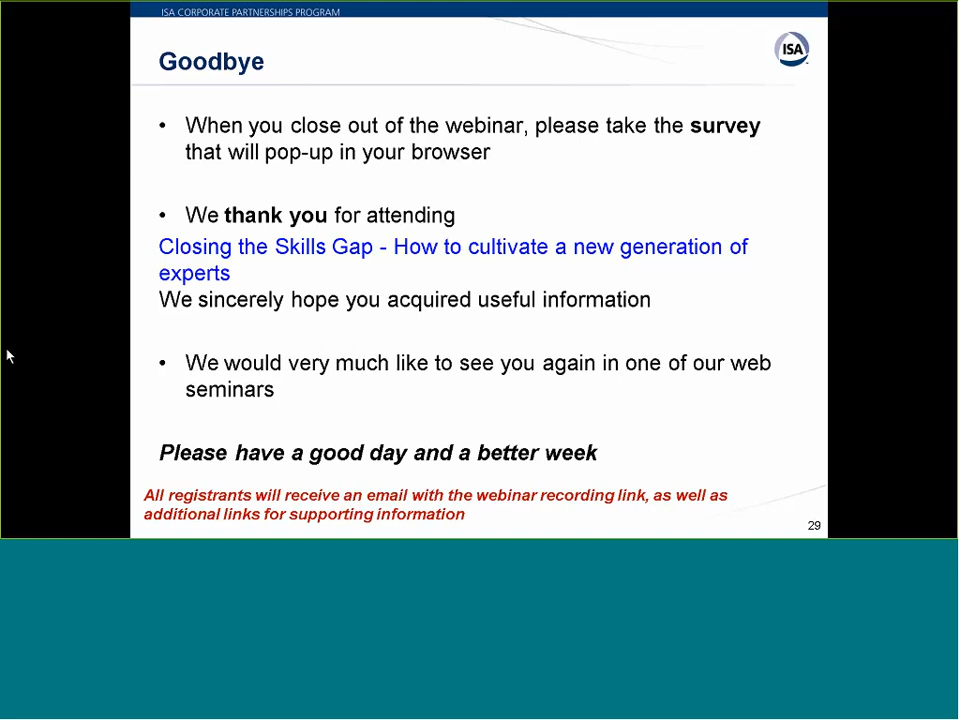 ISA CORPORATE PARTNERSHIPS PROGRAM
Goodbye
ISA
• When you close out of the webinar, please take the survey
that will pop-up in your browser
• We thank you for attending
Closing the Skills Gap - How to cultivate a new generation of
experts
We sincerely hope you acquired useful information
• We would very much like to see you again in one of our web
seminars
Please have a good day and a better week
All registrants will receive an email with the webinar recording link, as well as
additional links for supporting information
29